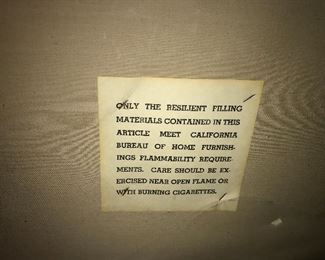 ONLY THE RESILIENT FILLING
MATERIALS CONTAINED IN THIS
ARTICLE MEET CALIFORNIA
BUREAU OF HOME FURNISH-
INGS FLAMMABILITY REQUIRE-
MENTS. CARE SHOULD BE EX-
ERCISED NEAR OPEN FLAME OR
WITH BURNING CIGARETTES.